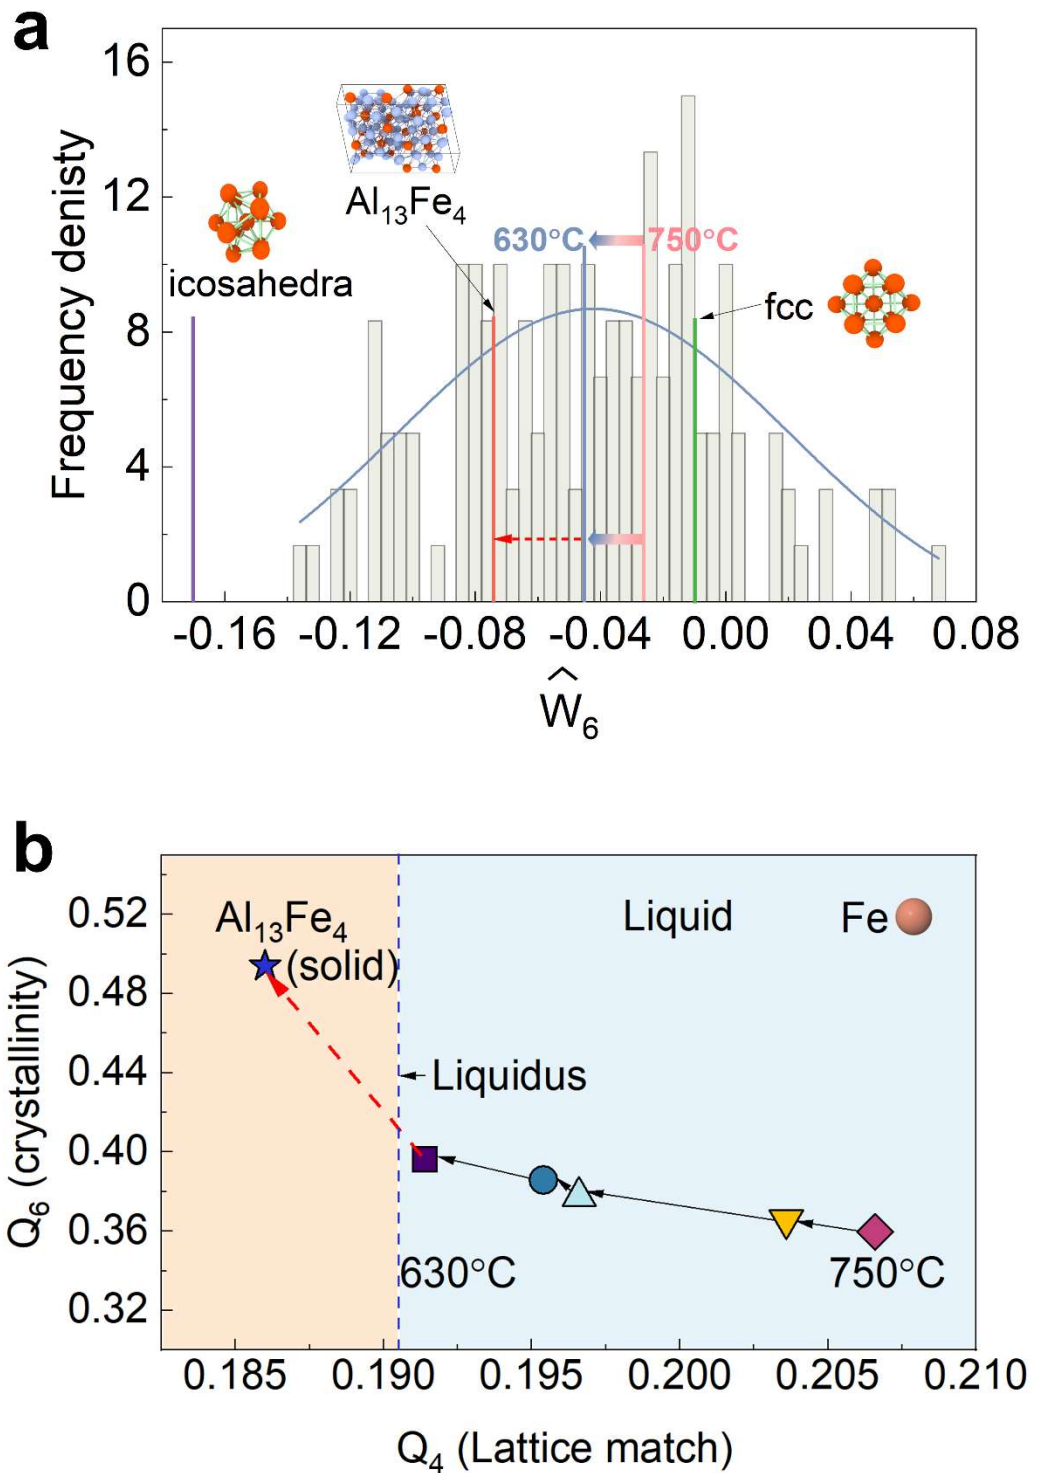 a
16
12
8
4
0
Frequency denisty
Al₁₃Fe₄
icosahedra
630°C
750°C
fcc
-0.16 -0.12 -0.08 -0.04 0.00 0.04 0.08
Ŵ₆
b
0.52
0.48
0.44
0.40
0.36
0.32
Q₆ (crystallinity)
Al₁₃Fe₄
(solid)
Liquid
Fe
Liquidus
630°C
750°C
0.185 0.190 0.195 0.200 0.205 0.210
Q₄ (Lattice match)